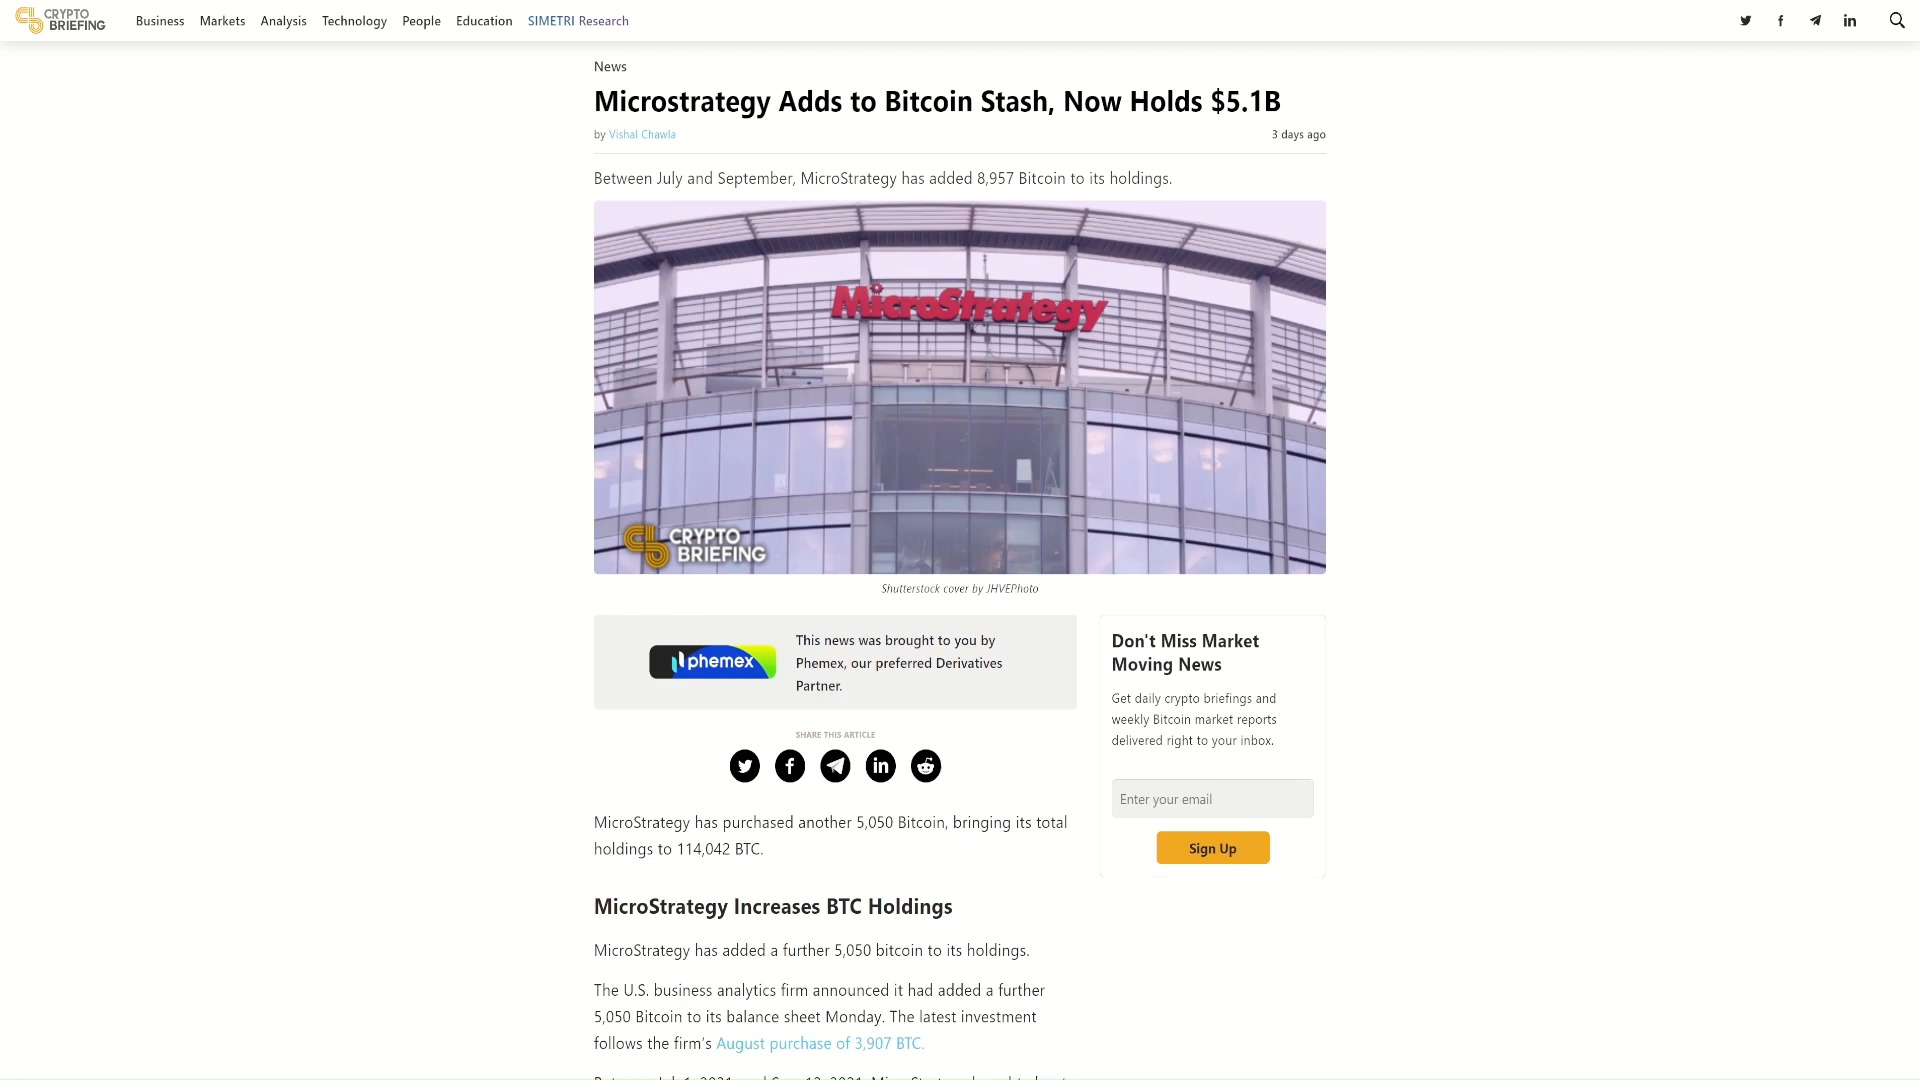 CRYPTO
BRIEFING
Business Markets Analysis Technology People Education SIMETRI Research
News
Microstrategy Adds to Bitcoin Stash, Now Holds $5.1B
by Vishal Chawla
3 days ago
Between July and September, MicroStrategy has added 8,957 Bitcoin to its holdings.
MicroStrategy
CRYPTO
BRIEFING
Shutterstock cover by JHVEPhoto
phemex
This news was brought to you by
Phemex, our preferred Derivatives
Partner.
SHARE THIS ARTICLE
MicroStrategy has purchased another 5,050 Bitcoin, bringing its total
holdings to 114,042 BTC.
MicroStrategy Increases BTC Holdings
MicroStrategy has added a further 5,050 bitcoin to its holdings.
The U.S. business analytics firm announced it had added a further
5,050 Bitcoin to its balance sheet Monday. The latest investment
follows the firm's August purchase of 3,907 BTC.
Don't Miss Market
Moving News
Get daily crypto briefings and
weekly Bitcoin market reports
delivered right to your inbox.
Enter your email
Sign Up